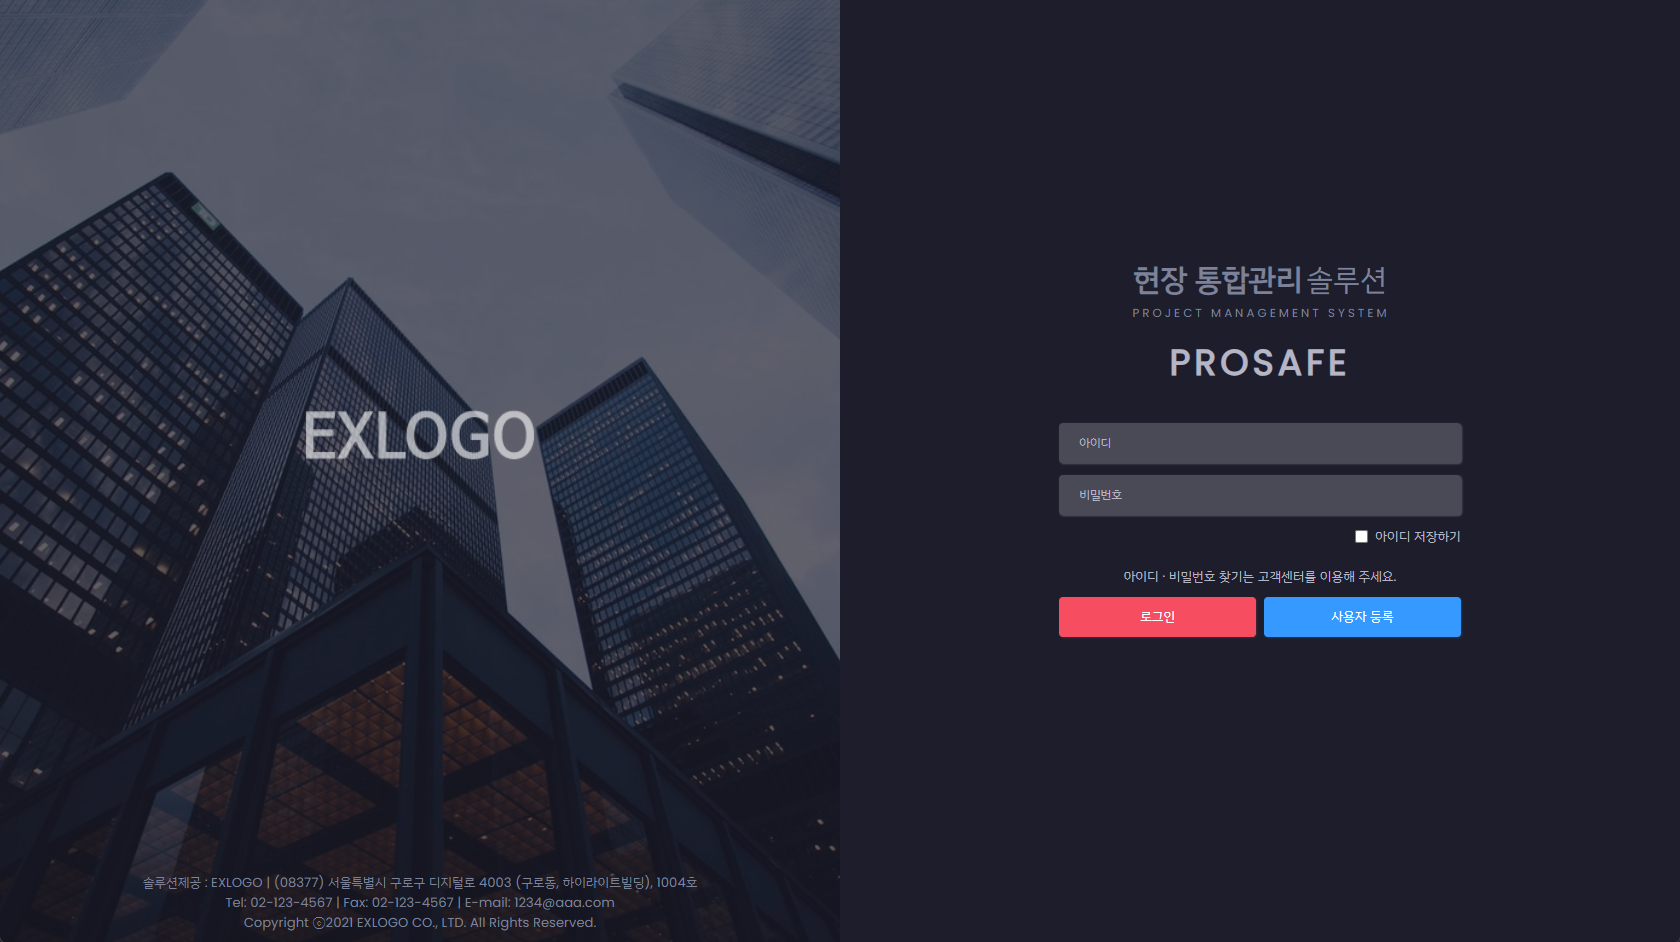 EXLOGO
솔루션제공 : EXLOGO | (08377) 서울특별시 구로구 디지털로 4003 (구로동, 하이라이트빌딩), 1004호
Tel: 02-123-4567 | Fax: 02-123-4567 | E-mail: 1234@aaa.com
Copyright ⓒ2021 EXLOGO CO., LTD. All Rights Reserved.
현장 통합관리 솔루션
PROJECT MANAGEMENT SYSTEM
PROSAFE
아이디
비밀번호
아이디 저장하기
아이디 · 비밀번호 찾기는 고객센터를 이용해 주세요.
로그인 사용자 등록